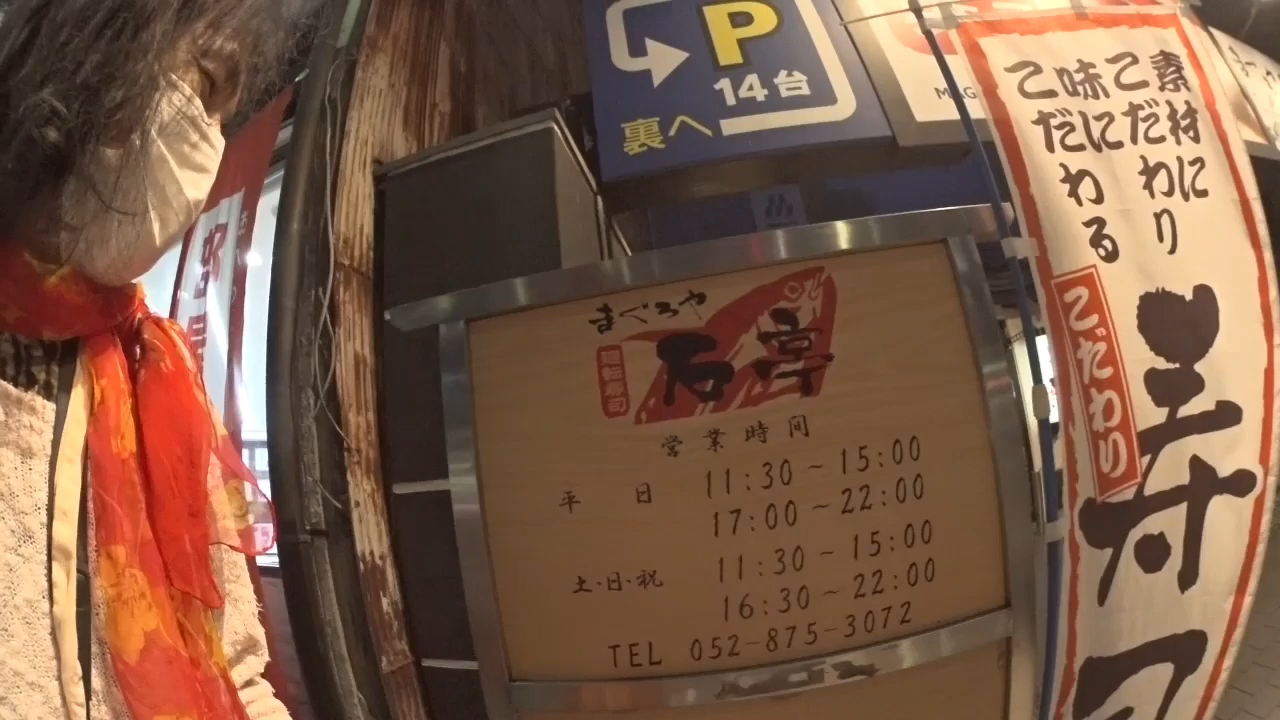 P
14台
裏へ
MAG
素材に
こだわり
味に
こだわる
こだわり
寿司
まぐろや
石亭
廻転寿司
営業時間
平日 11:30~15:00
17:00~22:00
土・日・祝 11:30~15:00
16:30~22:00
TEL 052-875-3072